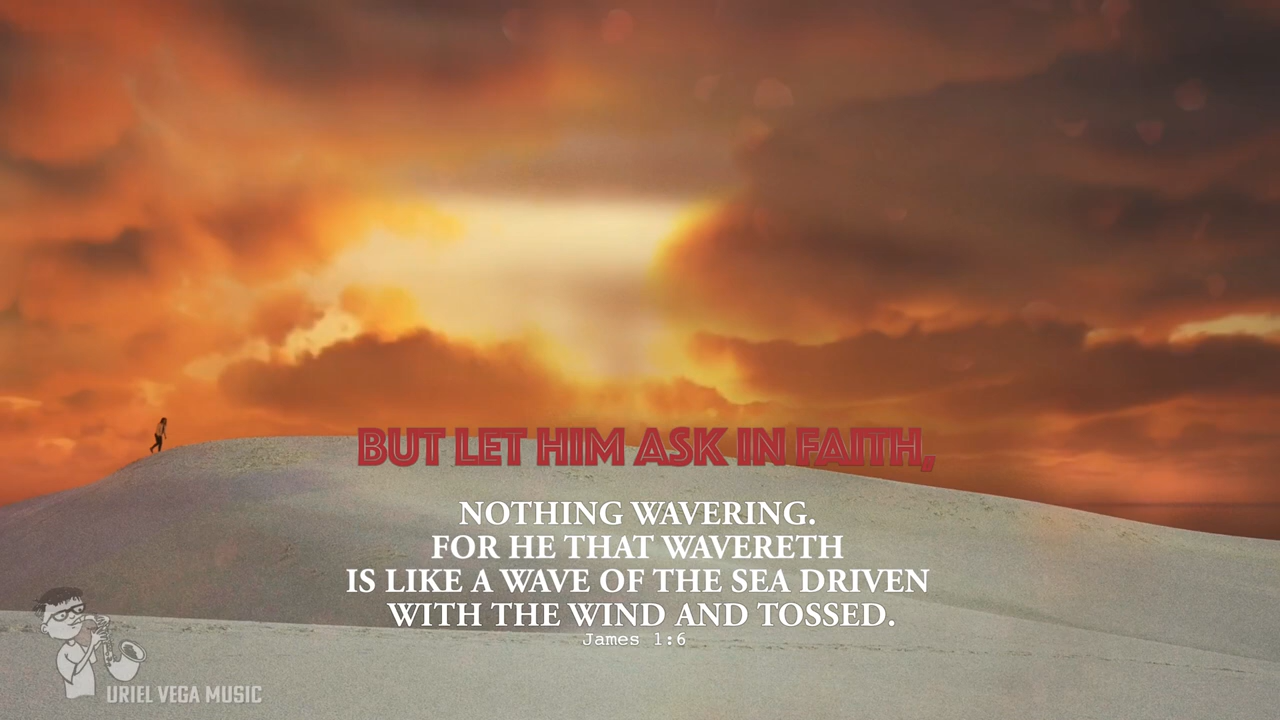 BUT LET HIM ASK IN FAITH,
NOTHING WAVERING.
FOR HE THAT WAVERETH
IS LIKE A WAVE OF THE SEA DRIVEN
WITH THE WIND AND TOSSED.
James 1:6
URIEL VEGA MUSIC